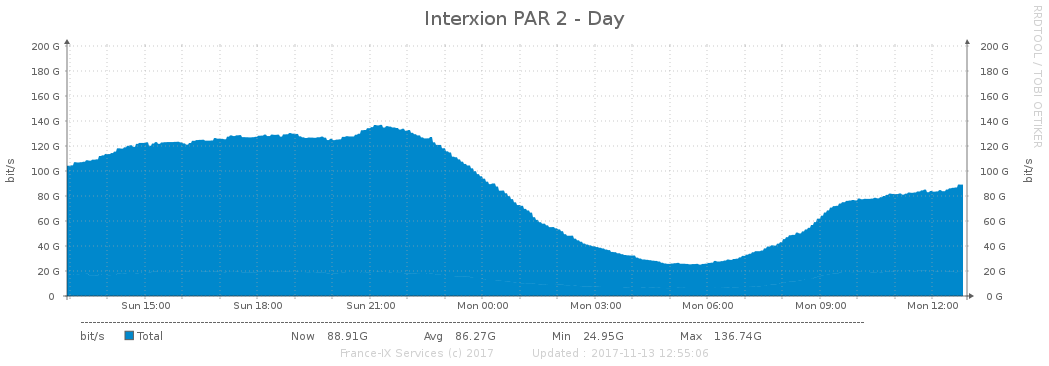 Interxion PAR 2 - Day
RRDTOOL / TOBI OETIKER
bit/s
200 G
180 G
160 G
140 G
120 G
100 G
80 G
60 G
40 G
20 G
0
200 G
180 G
160 G
140 G
120 G
100 G
80 G
60 G
40 G
20 G
0 G
bit/s
Sun 15:00 Sun 18:00 Sun 21:00 Mon 00:00 Mon 03:00 Mon 06:00 Mon 09:00 Mon 12:00
bit/s Total Now 88.91G Avg 86.27G Min 24.95G Max 136.74G
France-IX Services (c) 2017 Updated : 2017-11-13 12:55:06